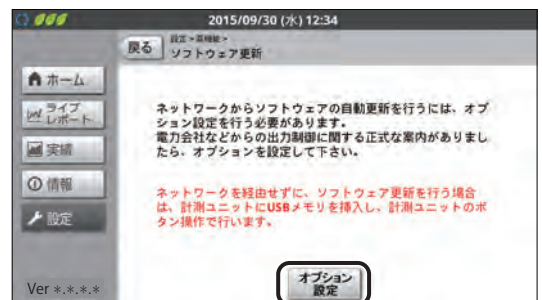 2015/09/30 (水) 12:34
戻る
設定 > 高機能 >
ソフトウェア更新
ホーム
ライブ
レポート
実績
情報
設定
Ver *.*.*.*
ネットワークからソフトウェアの自動更新を行うには、オプ
ション設定を行う必要があります。
電力会社などからの出力制御に関する正式な案内がありまし
たら、オプションを設定して下さい。
ネットワークを経由せずに、ソフトウェア更新を行う場合
は、計測ユニットにUSBメモリを挿入し、計測ユニットのボ
タン操作で行います。
オプション
設定